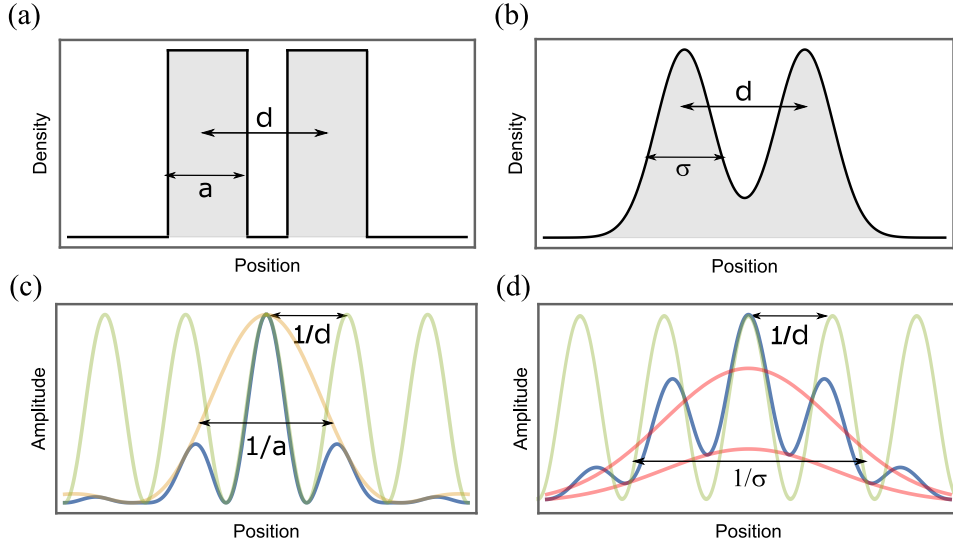 (a)
Density
d
a
Position
(b)
Density
d
σ
Position
(c)
Amplitude
1/d
1/a
Position
(d)
Amplitude
1/d
1/σ
Position